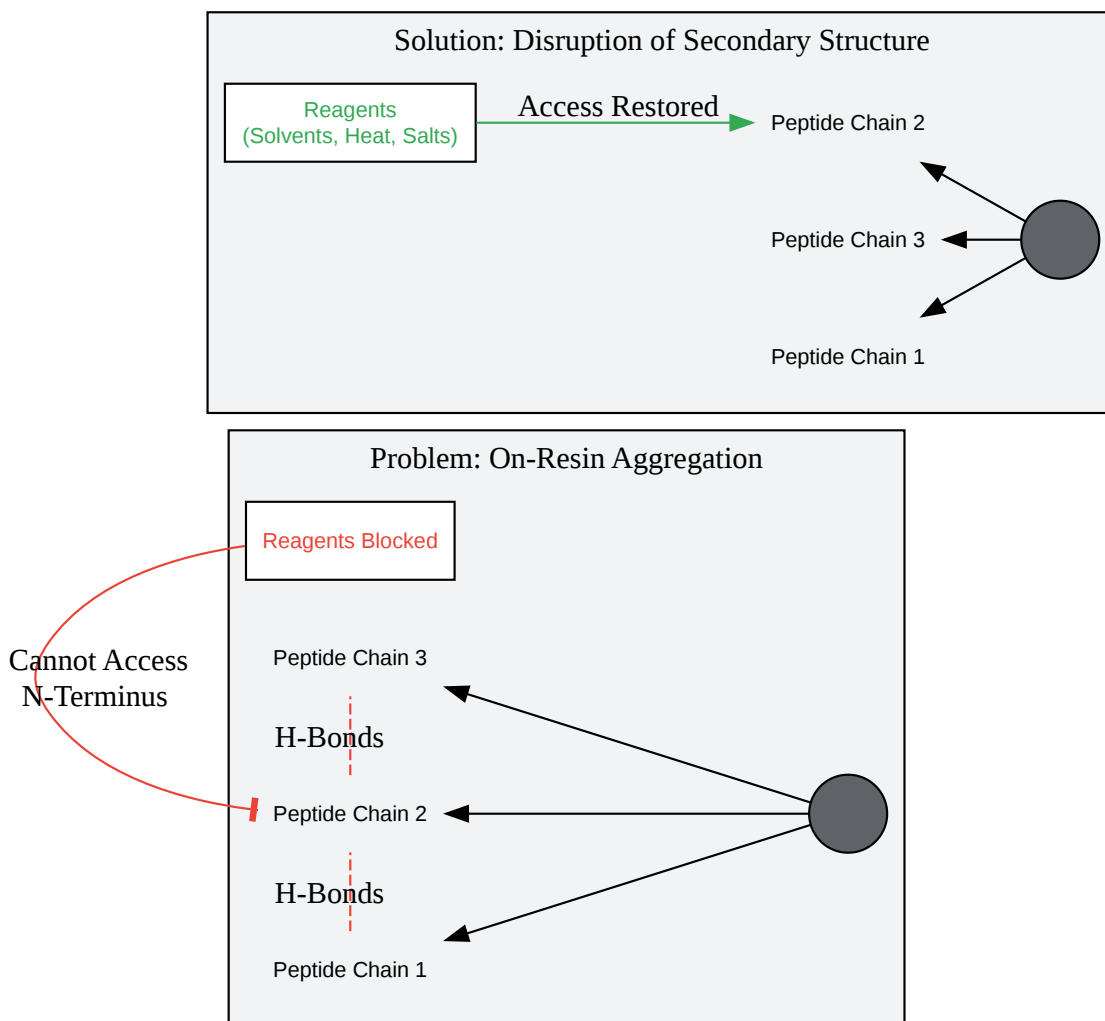 Solution: Disruption of Secondary Structure
Reagents
(Solvents, Heat, Salts)
Access Restored
Peptide Chain 2
Peptide Chain 3
Peptide Chain 1
Problem: On-Resin Aggregation
Reagents Blocked
Cannot Access
N-Terminus
Peptide Chain 3
H-Bonds
Peptide Chain 2
H-Bonds
Peptide Chain 1